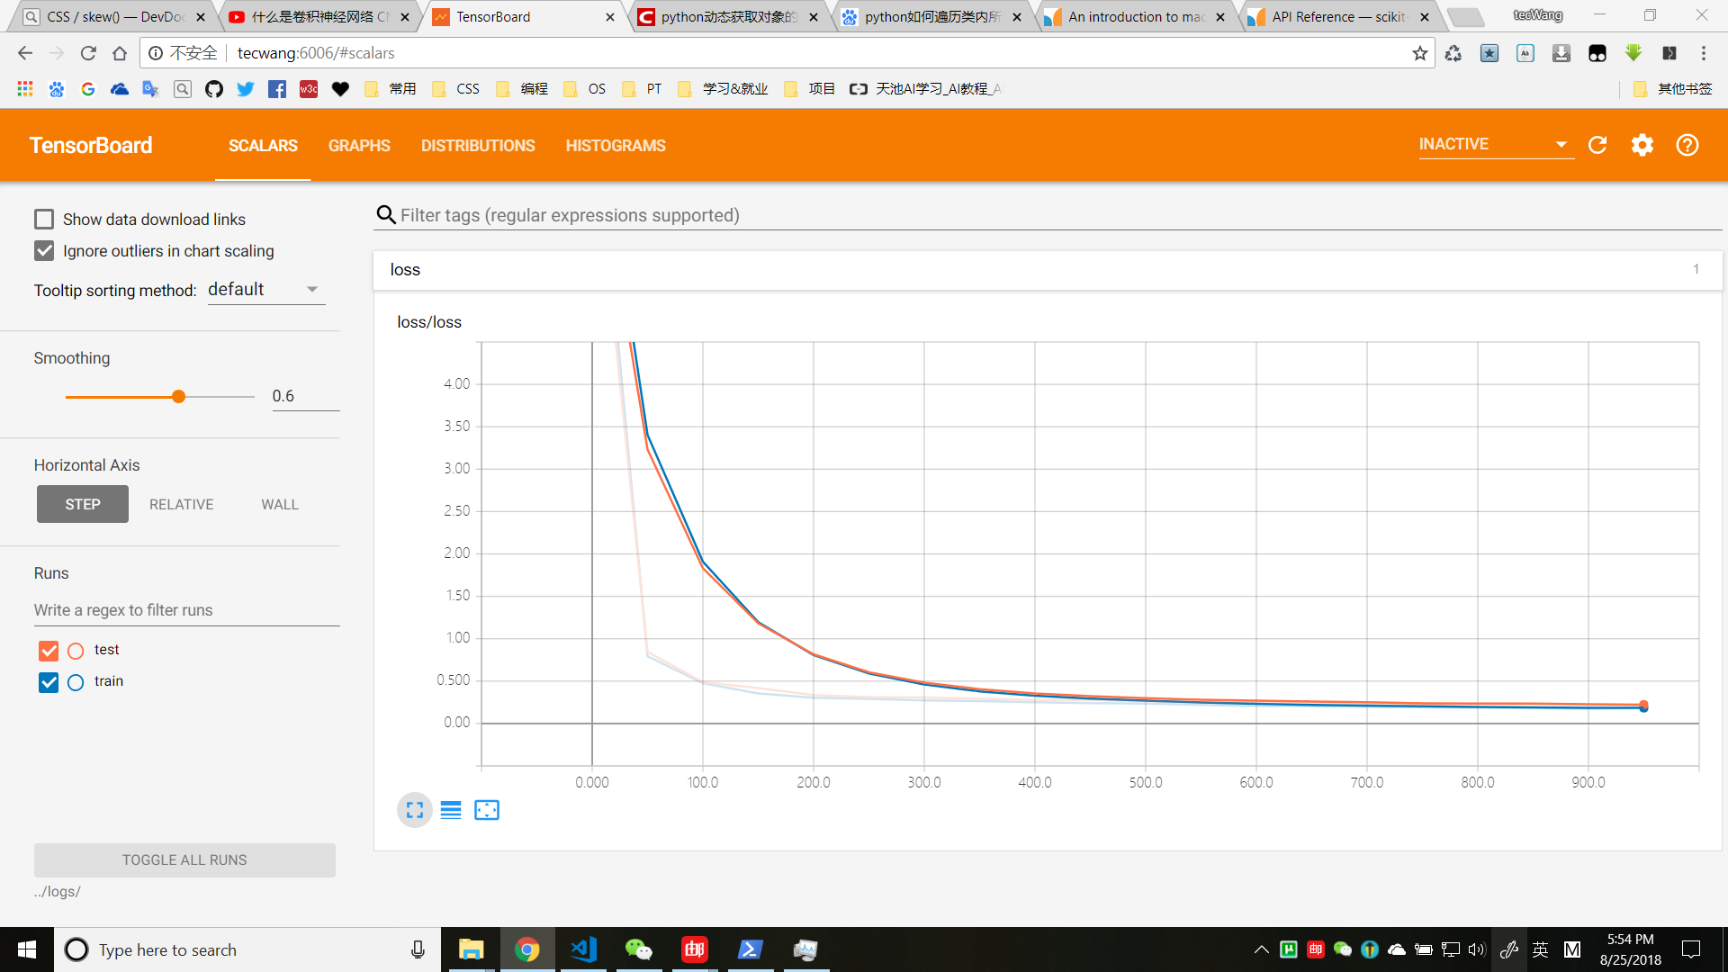 CSS / skew() — DevDoc
什么是卷积神经网络 C
TensorBoard
python动态获取对象的
python如何遍历类内所
An introduction to mac
API Reference — scikit-
tecWang
不安全
tecwang:6006/#scalars
常用
CSS
编程
OS
PT
学习&就业
项目
天池AI学习_AI教程_A
其他书签
TensorBoard
SCALARS
GRAPHS
DISTRIBUTIONS
HISTOGRAMS
INACTIVE
Show data download links
Ignore outliers in chart scaling
Tooltip sorting method: default
Smoothing
0.6
Horizontal Axis
STEP
RELATIVE
WALL
Runs
Write a regex to filter runs
test
train
TOGGLE ALL RUNS
../logs/
Filter tags (regular expressions supported)
loss
1
loss/loss
4.00
3.50
3.00
2.50
2.00
1.50
1.00
0.500
0.00
0.000
100.0
200.0
300.0
400.0
500.0
600.0
700.0
800.0
900.0
Type here to search
英
M
5:54 PM
8/25/2018